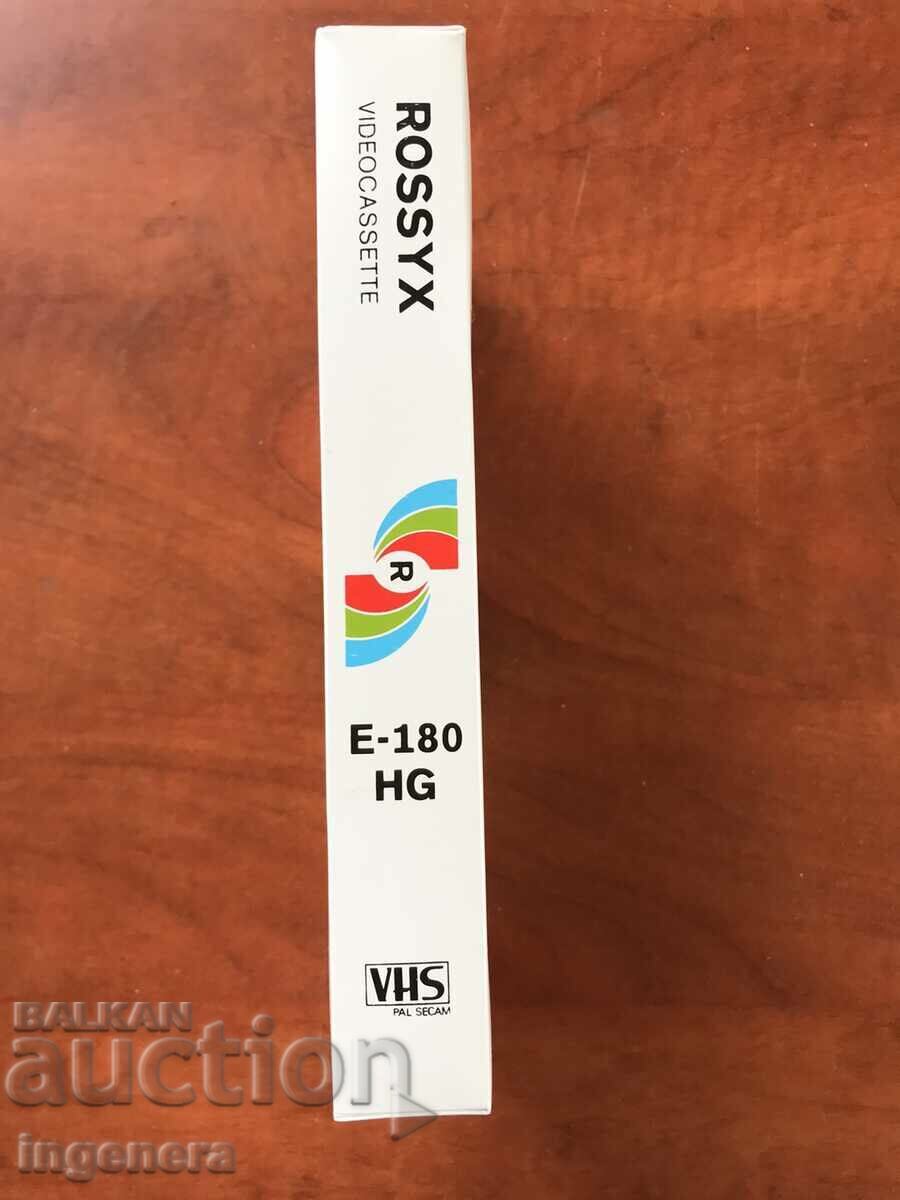 ROSSYX
VIDEOCASSETTE
R
E-180
HG
VHS
PAL SECAM
BALKAN
auction
ingenera